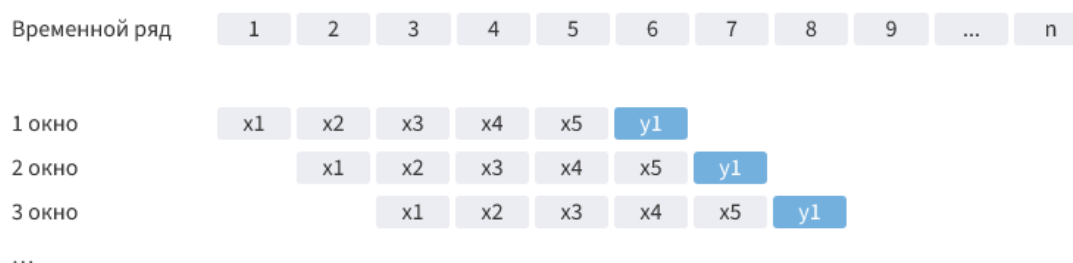 Временной ряд 1 2 3 4 5 6 7 8 9 ... n
1 окно x1 x2 x3 x4 x5 y1
2 окно x1 x2 x3 x4 x5 y1
3 окно x1 x2 x3 x4 x5 y1
...